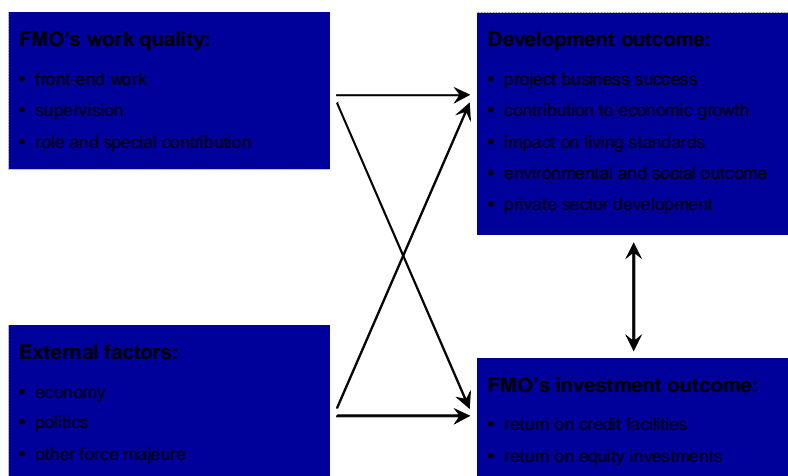 FMO's work quality:
▪ front-end work
▪ supervision
▪ role and special contribution
Development outcome:
▪ project business success
▪ contribution to economic growth
▪ impact on living standards
▪ environmental and social outcome
▪ private sector development
External factors:
▪ economy
▪ politics
▪ other force majeure
FMO's investment outcome:
▪ return on credit facilities
▪ return on equity investments